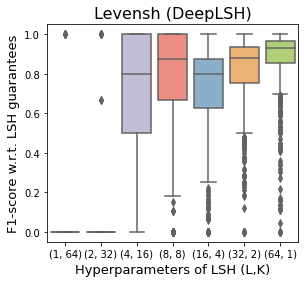 Levensh (DeepLSH)
F1-score w.r.t. LSH guarantees
1.0
0.8
0.6
0.4
0.2
0.0
(1, 64) (2, 32) (4, 16) (8, 8) (16, 4) (32, 2) (64, 1)
Hyperparameters of LSH (L,K)